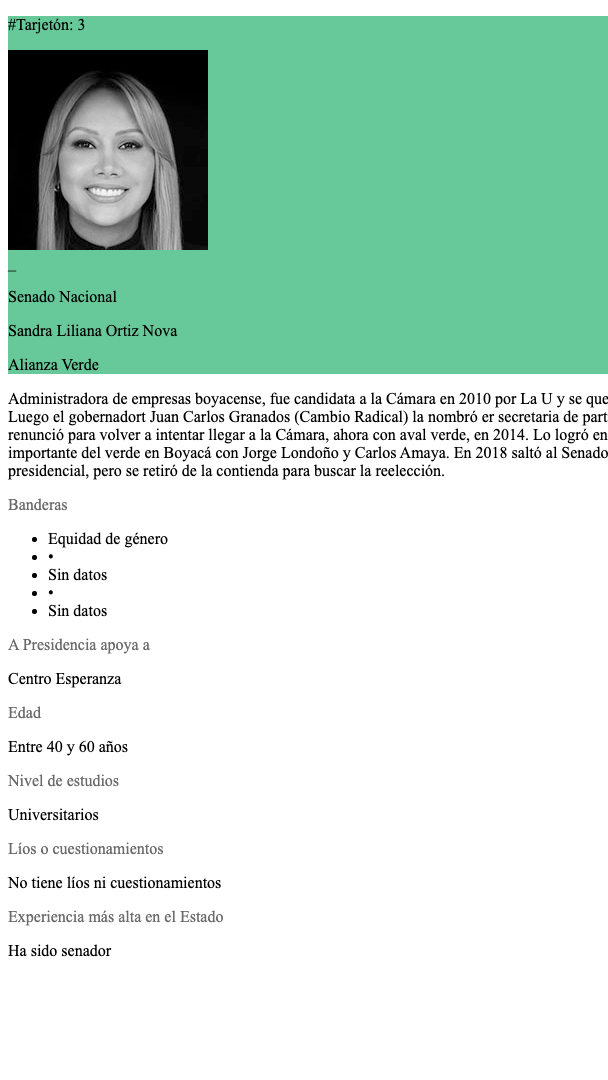 #Tarjetón: 3
_
Senado Nacional
Sandra Liliana Ortiz Nova
Alianza Verde
Administradora de empresas boyacense, fue candidata a la Cámara en 2010 por La U y se que
Luego el gobernadort Juan Carlos Granados (Cambio Radical) la nombró er secretaria de part
renunció para volver a intentar llegar a la Cámara, ahora con aval verde, en 2014. Lo logró en
importante del verde en Boyacá con Jorge Londoño y Carlos Amaya. En 2018 saltó al Senado
presidencial, pero se retiró de la contienda para buscar la reelección.
Banderas
• Equidad de género
• •
• Sin datos
• •
• Sin datos
A Presidencia apoya a
Centro Esperanza
Edad
Entre 40 y 60 años
Nivel de estudios
Universitarios
Líos o cuestionamientos
No tiene líos ni cuestionamientos
Experiencia más alta en el Estado
Ha sido senador